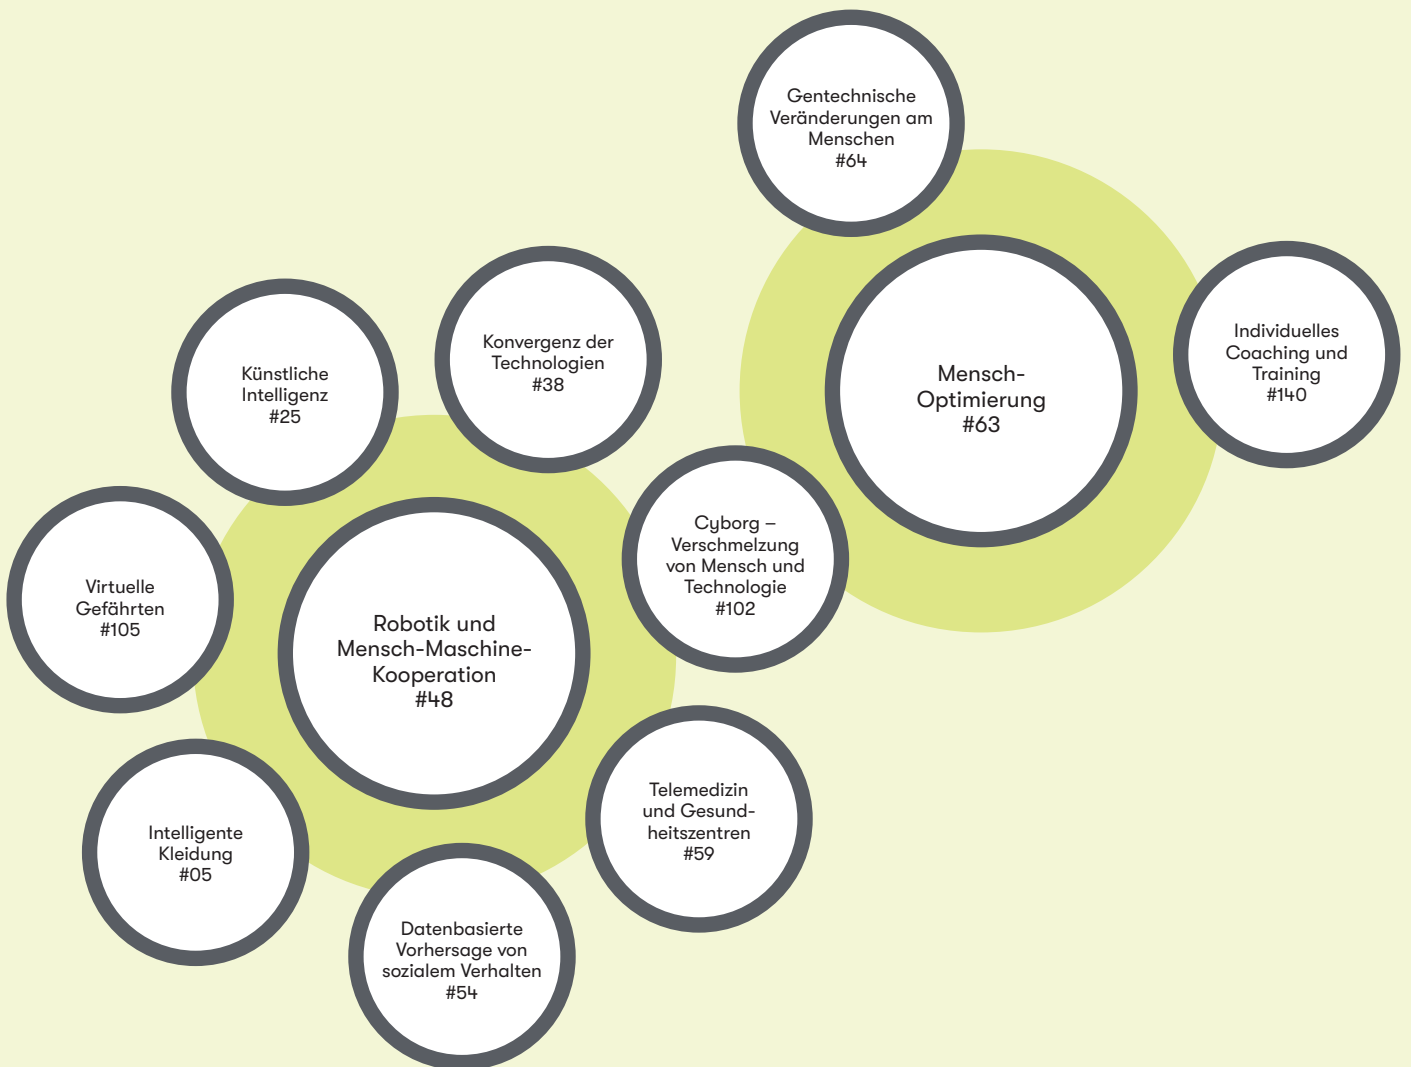 Gentechnische
Veränderungen am
Menschen
#64
Mensch-
Optimierung
#63
Individuelles
Coaching und
Training
#140
Konvergenz der
Technologien
#38
Künstliche
Intelligenz
#25
Cyborg –
Verschmelzung
von Mensch und
Technologie
#102
Virtuelle
Gefährten
#105
Robotik und
Mensch-Maschine-
Kooperation
#48
Telemedizin
und Gesund-
heitszentren
#59
Intelligente
Kleidung
#05
Datenbasierte
Vorhersage von
sozialem Verhalten
#54